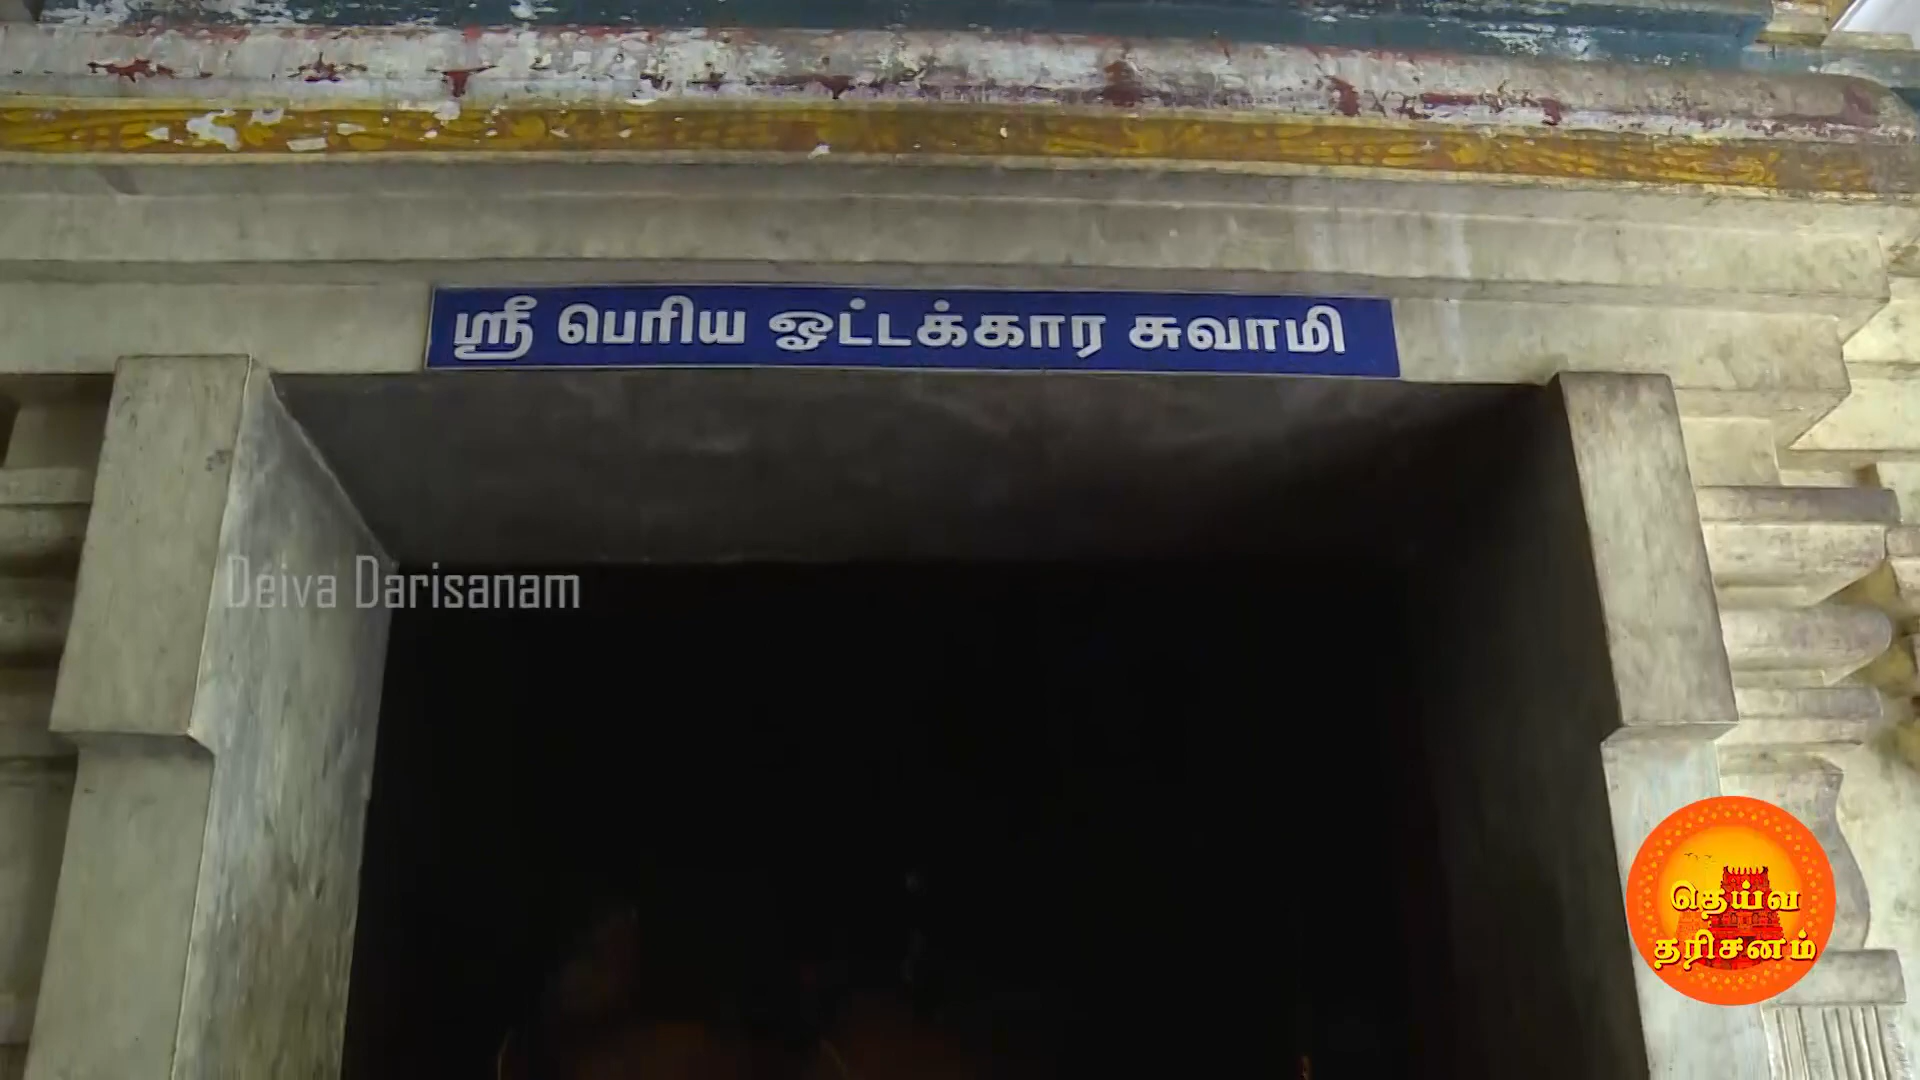 ஸ்ரீ பெரிய ஓட்டக்கார சுவாமி
Deiva Darisanam
தெய்வ
தரிசனம்